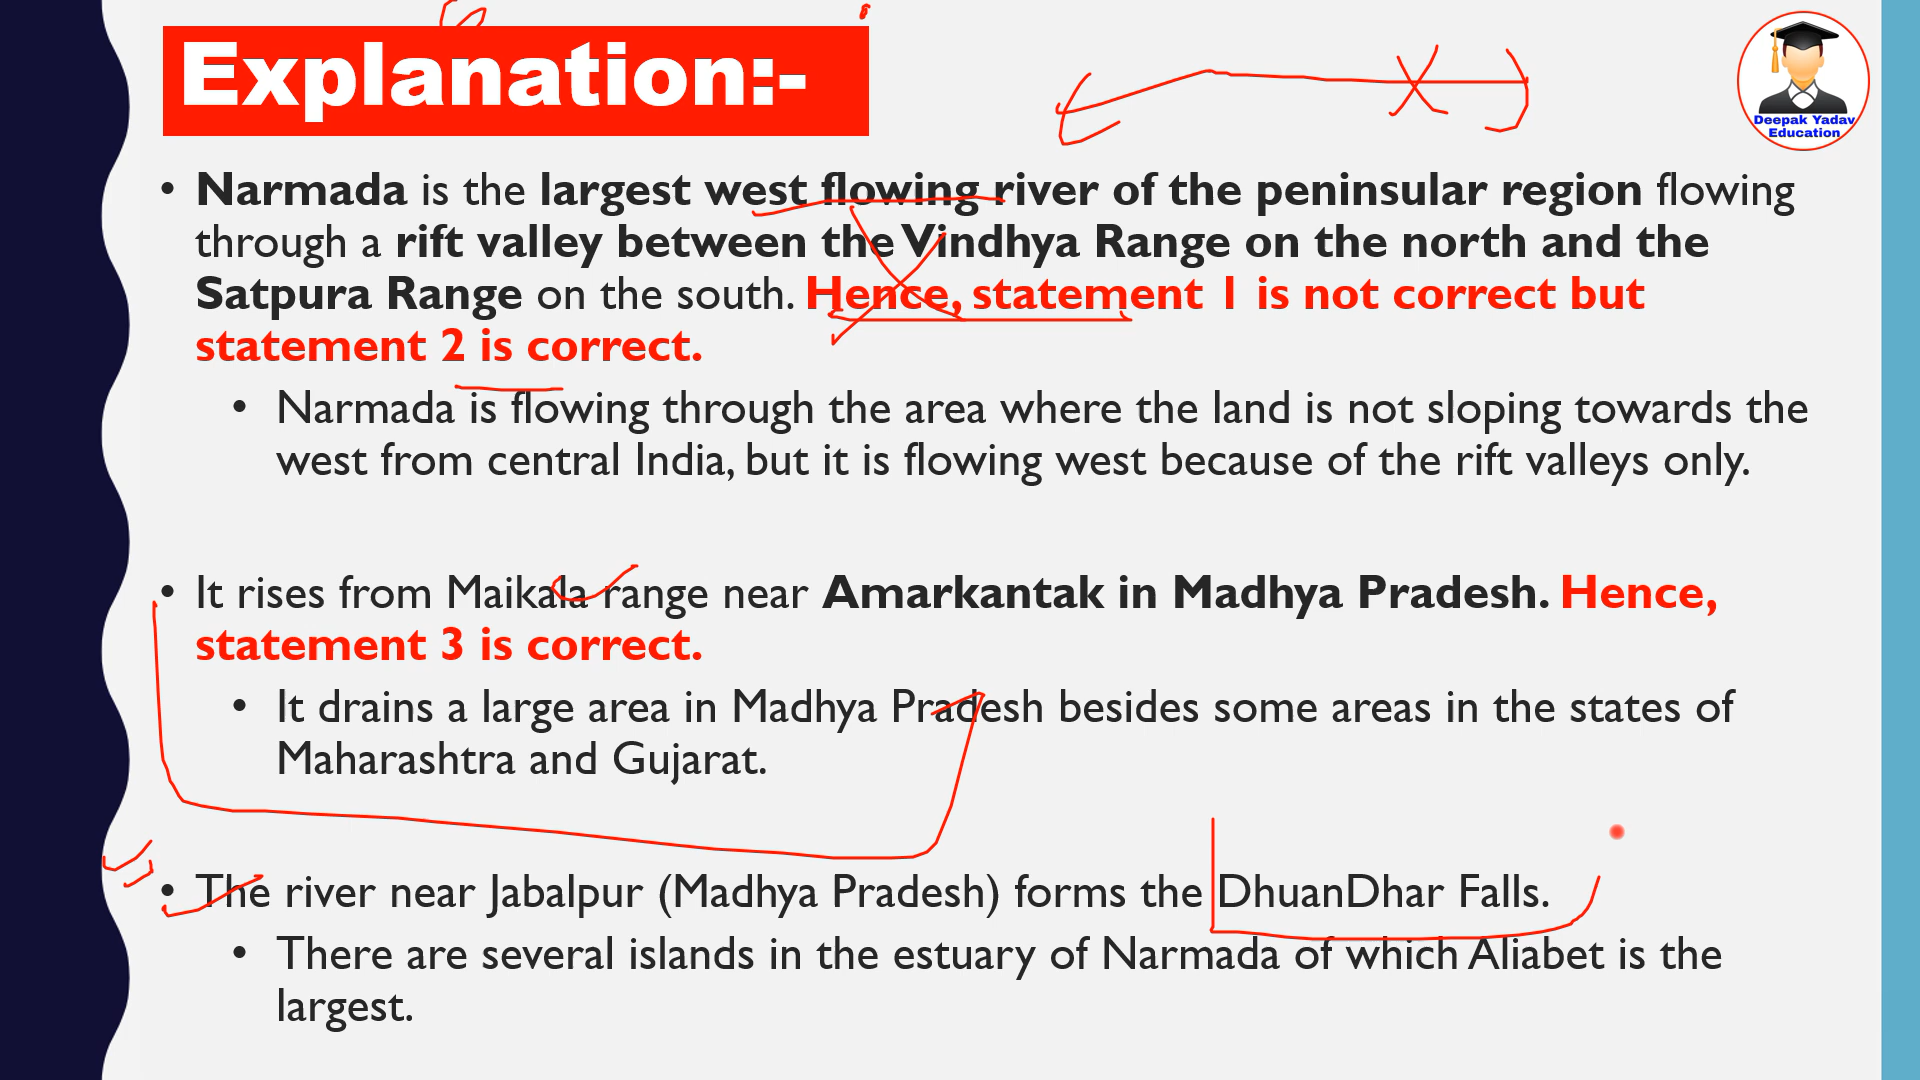 Explanation:-
Deepak Yadav
Education
• Narmada is the largest west flowing river of the peninsular region flowing
through a rift valley between the Vindhya Range on the north and the
Satpura Range on the south. Hence, statement 1 is not correct but
statement 2 is correct.
• Narmada is flowing through the area where the land is not sloping towards the
west from central India, but it is flowing west because of the rift valleys only.
• It rises from Maikala range near Amarkantak in Madhya Pradesh. Hence,
statement 3 is correct.
• It drains a large area in Madhya Pradesh besides some areas in the states of
Maharashtra and Gujarat.
• The river near Jabalpur (Madhya Pradesh) forms the DhuanDhar Falls.
• There are several islands in the estuary of Narmada of which Aliabet is the
largest.